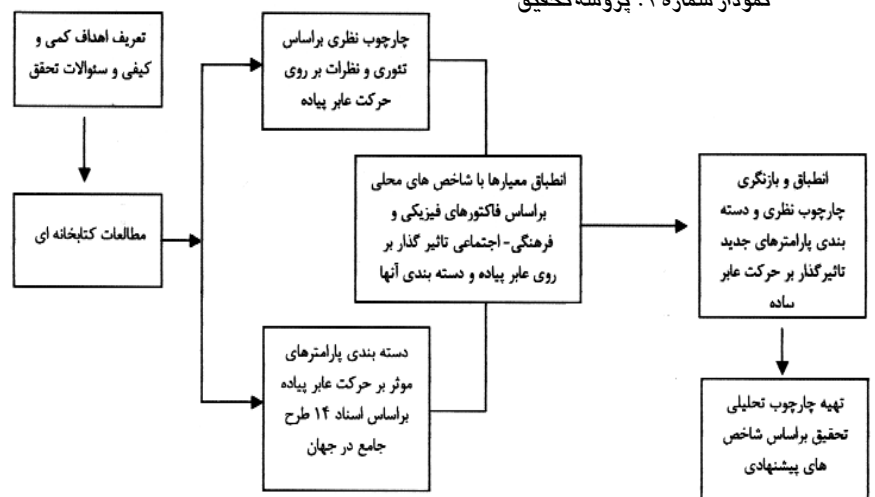 نمودار شماره ۱: پروسه تحقیق
تعریف اهداف کمی و
کیفی و سئوالات تحقق
مطالعات کتابخانه ای
چارچوب نظری براساس
تئوری و نظرات بر روی
حرکت عابر پیاده
دسته بندی پارامترهای
موثر بر حرکت عابر پیاده
براساس اسناد ۱۴ طرح
جامع در جهان
انطباق معیارها با شاخص های محلی
براساس فاکتورهای فیزیکی و
فرهنگی- اجتماعی تاثیر گذار بر
روی عابر پیاده و دسته بندی آنها
انطباق و بازنگری
چارچوب نظری و دسته
بندی پارامترهای جدید
تاثیرگذار بر حرکت عابر
پیاده
تهیه چارچوب تحلیلی
تحقیق براساس شاخص
های پیشنهادی